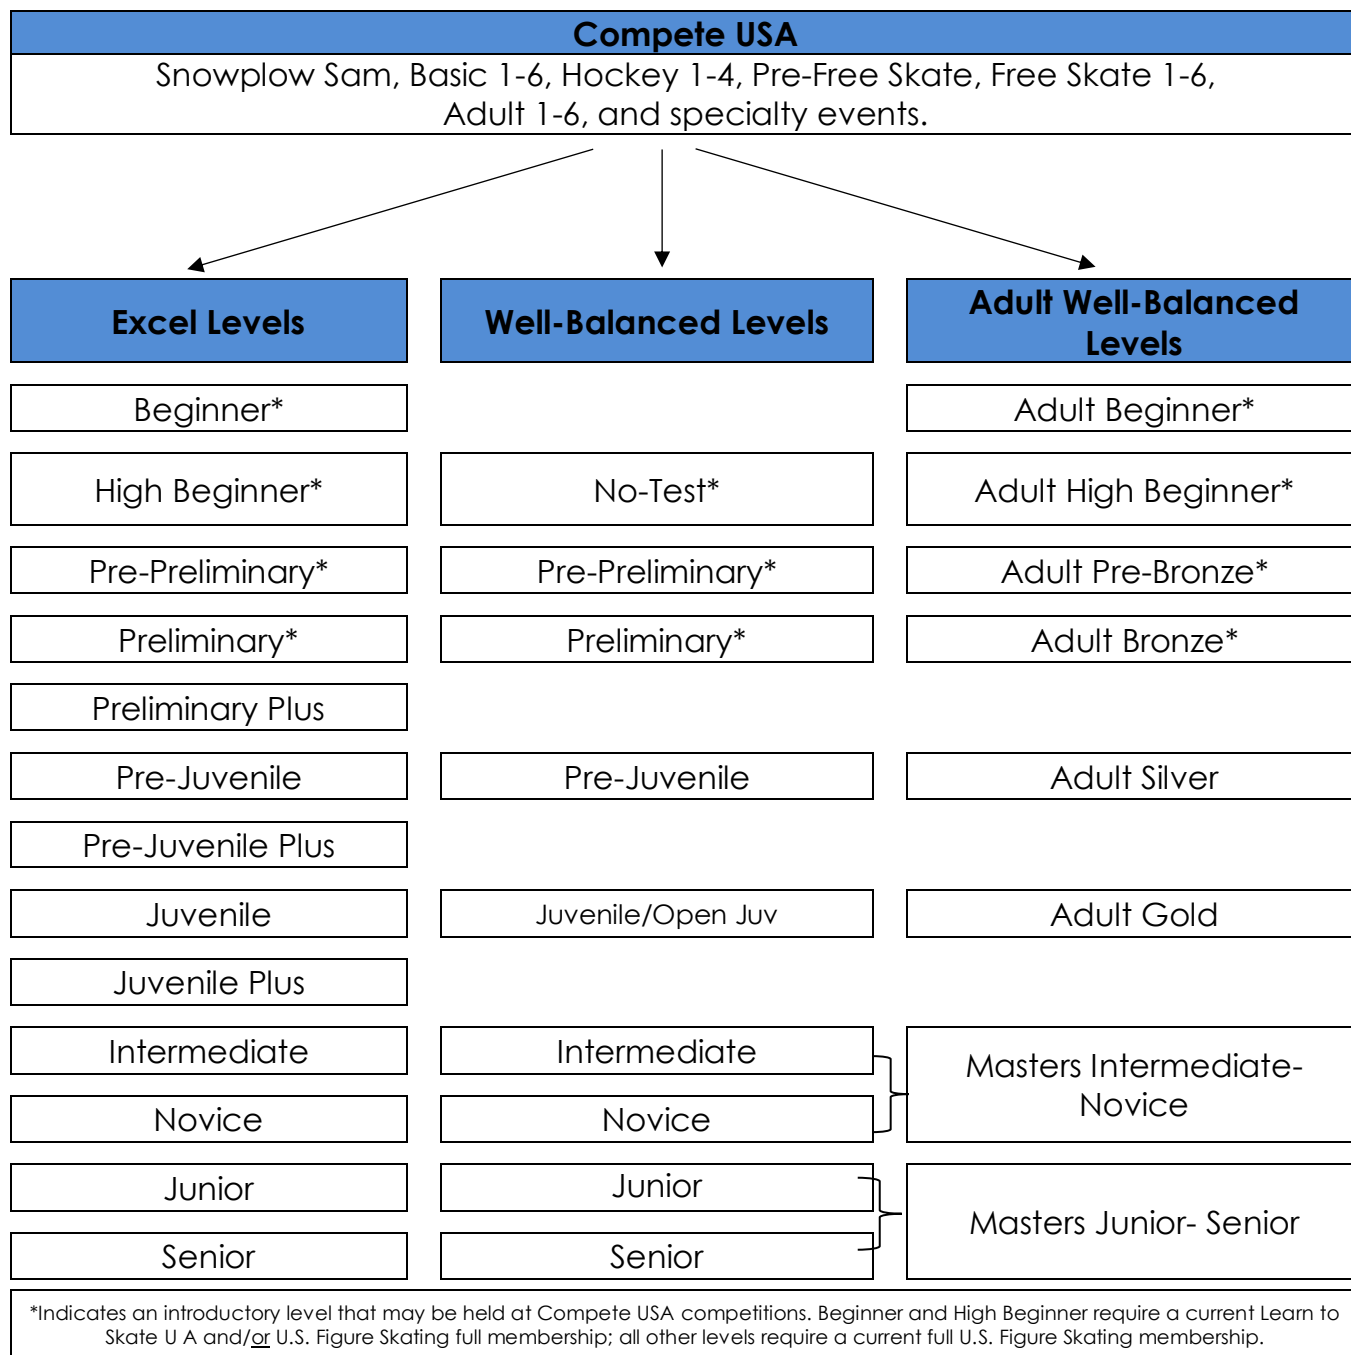 Compete USA
Snowplow Sam, Basic 1-6, Hockey 1-4, Pre-Free Skate, Free Skate 1-6,
Adult 1-6, and specialty events.
Excel Levels
Well-Balanced Levels
Adult Well-Balanced
Levels
Beginner*
Adult Beginner*
High Beginner*
No-Test*
Adult High Beginner*
Pre-Preliminary*
Pre-Preliminary*
Adult Pre-Bronze*
Preliminary*
Preliminary*
Adult Bronze*
Preliminary Plus
Pre-Juvenile
Pre-Juvenile
Adult Silver
Pre-Juvenile Plus
Juvenile
Juvenile/Open Juv
Adult Gold
Juvenile Plus
Intermediate
Intermediate
Masters Intermediate-
Novice
Novice
Novice
Junior
Junior
Masters Junior- Senior
Senior
Senior
*Indicates an introductory level that may be held at Compete USA competitions. Beginner and High Beginner require a current Learn to
Skate U A and/or U.S. Figure Skating full membership; all other levels require a current full U.S. Figure Skating membership.